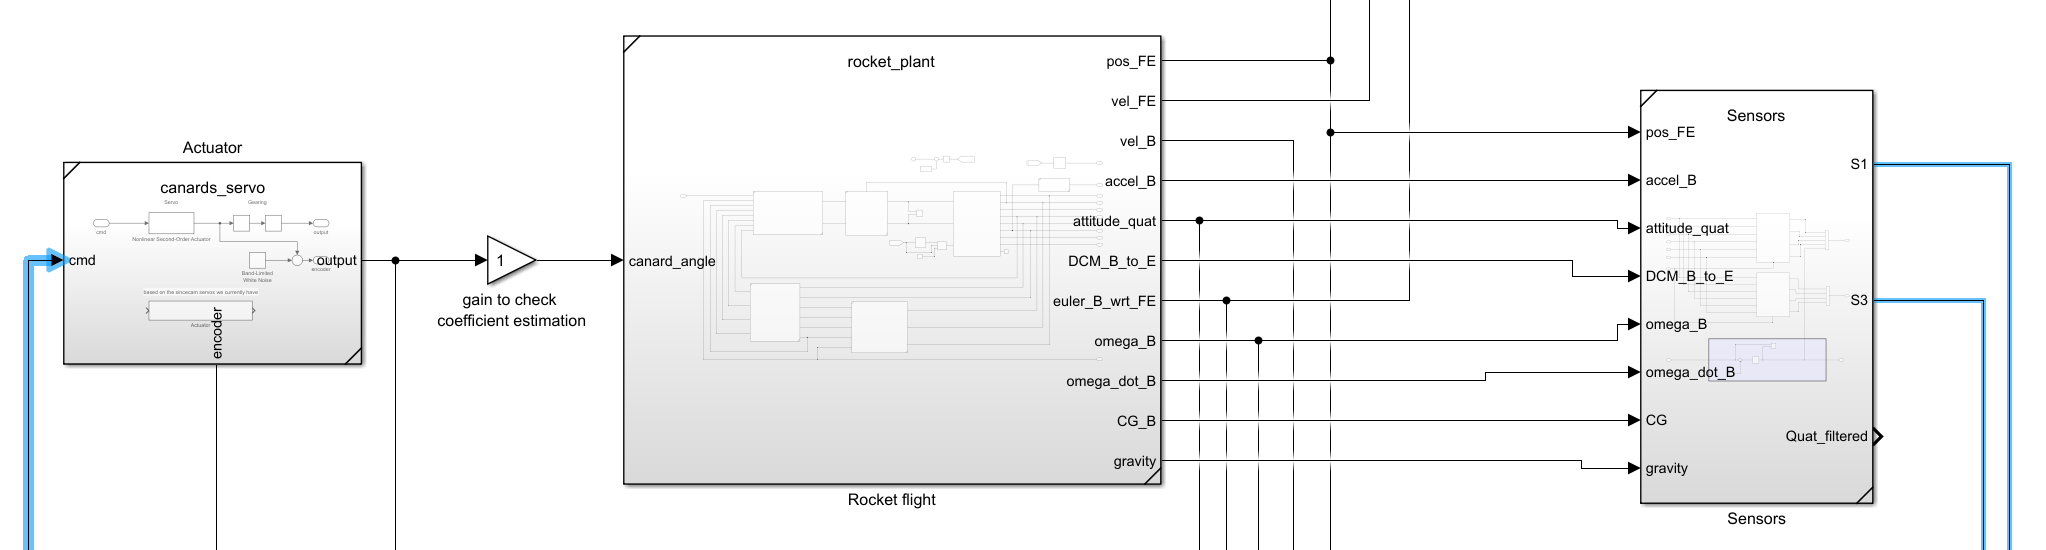 Actuator
canards_servo
Servo
Gearing
cmd
Nonlinear Second-Order Actuator
output
Band-Limited
White Noise
encoder
based on the sincecam servos we currently have
Actuator
cmd
output
encoder
1
gain to check
coefficient estimation
rocket_plant
canard_angle
pos_FE
vel_FE
vel_B
accel_B
attitude_quat
DCM_B_to_E
euler_B_wrt_FE
omega_B
omega_dot_B
CG_B
gravity
Rocket flight
Sensors
pos_FE
accel_B
attitude_quat
DCM_B_to_E
omega_B
omega_dot_B
CG
gravity
S1
S3
Quat_filtered
Sensors